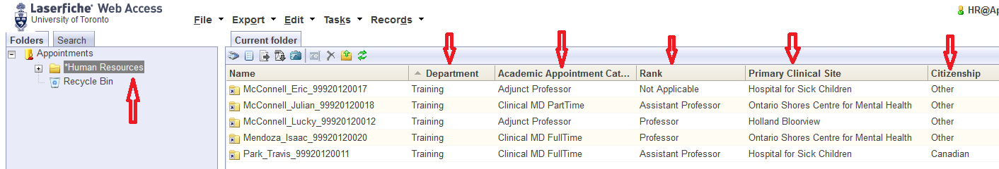 Laserfiche® Web Access
University of Toronto
File Export Edit Tasks Records
HR@Ap
Folders Search
Current folder
Appointments
*Human Resources
Recycle Bin
Name Department Academic Appointment Cat... Rank Primary Clinical Site Citizenship
McConnell_Eric_99920120017 Training Adjunct Professor Not Applicable Hospital for Sick Children Other
McConnell_Julian_99920120018 Training Clinical MD PartTime Assistant Professor Ontario Shores Centre for Mental Health Other
McConnell_Lucky_99920120012 Training Adjunct Professor Professor Holland Bloorview Other
Mendoza_Isaac_99920120020 Training Clinical MD FullTime Professor Ontario Shores Centre for Mental Health Other
Park_Travis_99920120011 Training Clinical MD FullTime Assistant Professor Hospital for Sick Children Canadian